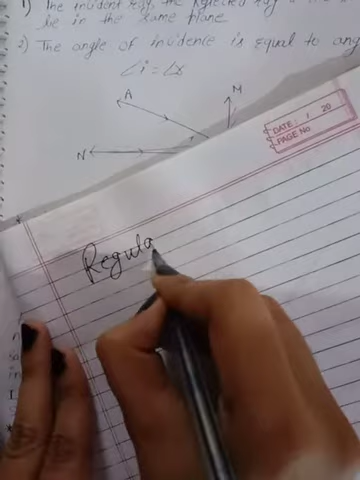 1) The incident ray, the reflected ray
lie in the same plane
2) The angle of incidence is equal to ang
∠i = ∠r
A
M
N
DATE: / 20
PAGE No
Regula